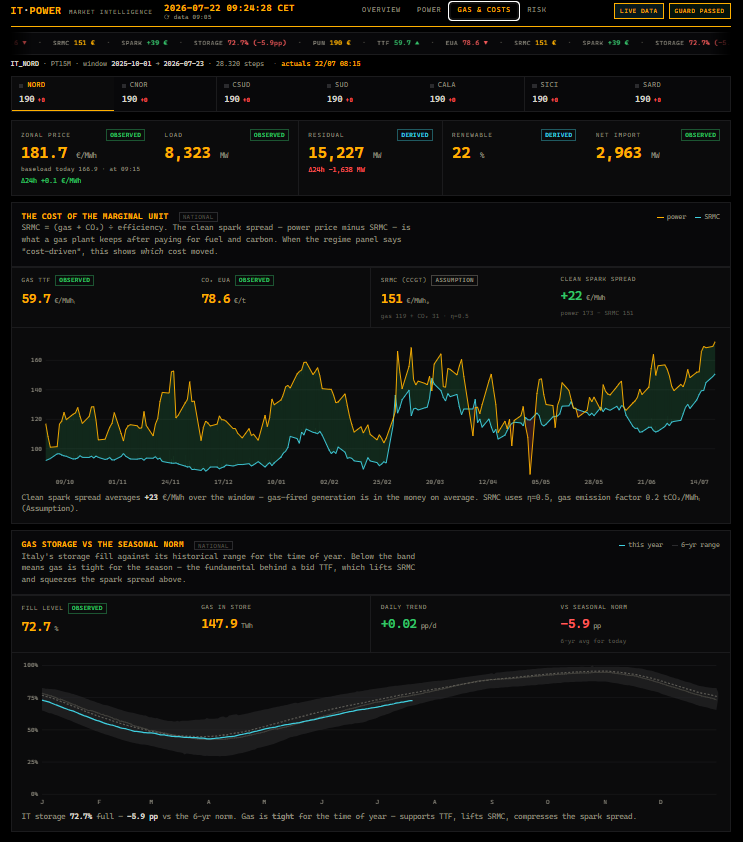 IT·POWER MARKET INTELLIGENCE 2026-07-22 09:24:28 CET
data 09:05
OVERVIEW POWER GAS & COSTS RISK LIVE DATA GUARD PASSED
SRMC 151 € · SPARK +39 € · STORAGE 72.7% (−5.9pp) · PUN 190 € · TTF 59.7 ▲ · EUA 78.6 ▼ · SRMC 151 € · SPARK +39 € · STORAGE 72.7%
IT_NORD · PT15M · window 2025-10-01 → 2026-07-23 · 28.320 steps · actuals 22/07 08:15
NORD CNOR CSUD SUD CALA SICI SARD
190 +0 190 +0 190 +0 190 +0 190 +0 190 +0 190 +0
ZONAL PRICE OBSERVED
181.7 €/MWh
baseload today 166.9 · at 09:15
Δ24h +0.1 €/MWh
LOAD OBSERVED
8,323 MW
RESIDUAL DERIVED
15,227 MW
Δ24h −1,638 MW
RENEWABLE DERIVED
22 %
NET IMPORT OBSERVED
2,963 MW
THE COST OF THE MARGINAL UNIT NATIONAL
SRMC = (gas + CO₂) ÷ efficiency. The clean spark spread — power price minus SRMC — is
what a gas plant keeps after paying for fuel and carbon. When the regime panel says
"cost-driven", this shows which cost moved.
power SRMC
GAS TTF OBSERVED
59.7 €/MWh
CO₂ EUA OBSERVED
78.6 €/t
SRMC (CCGT) ASSUMPTION
151 €/MWhₑ
gas 119 + CO₂ 31 · η=0.5
CLEAN SPARK SPREAD
+22 €/MWh
power 173 − SRMC 151
160
140
120
100
09/10 01/11 24/11 17/12 10/01 02/02 25/02 20/03 12/04 05/05 28/05 21/06 14/07
Clean spark spread averages +23 €/MWh over the window — gas-fired generation is in the money on average. SRMC uses η=0.5, gas emission factor 0.2 tCO₂/MWh
(Assumption).
GAS STORAGE VS THE SEASONAL NORM NATIONAL
Italy's storage fill against its historical range for the time of year. Below the band
means gas is tight for the season — the fundamental behind a bid TTF, which lifts SRMC
and squeezes the spark spread above.
this year 6-yr range
FILL LEVEL OBSERVED
72.7 %
GAS IN STORE
147.9 TWh
DAILY TREND
+0.02 pp/d
VS SEASONAL NORM
−5.9 pp
6-yr avg for today
100%
75%
50%
25%
0%
J F M A M J J A S O N D
IT storage 72.7% full — −5.9 pp vs the 6-yr norm. Gas is tight for the time of year — supports TTF, lifts SRMC, compresses the spark spread.